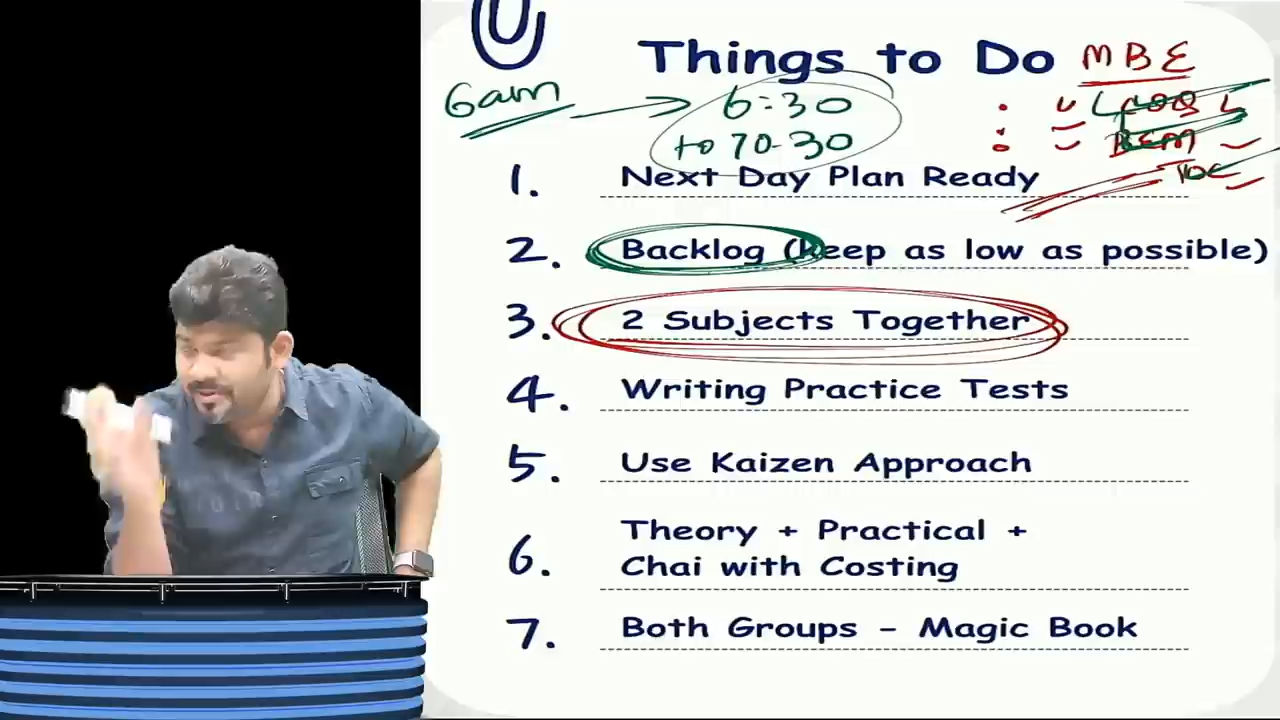 Things to Do MBE
6am
6:30
to 70-30
1. Next Day Plan Ready
2. Backlog (keep as low as possible)
3. 2 Subjects Together
4. Writing Practice Tests
5. Use Kaizen Approach
6. Theory + Practical +
Chai with Costing
7. Both Groups - Magic Book